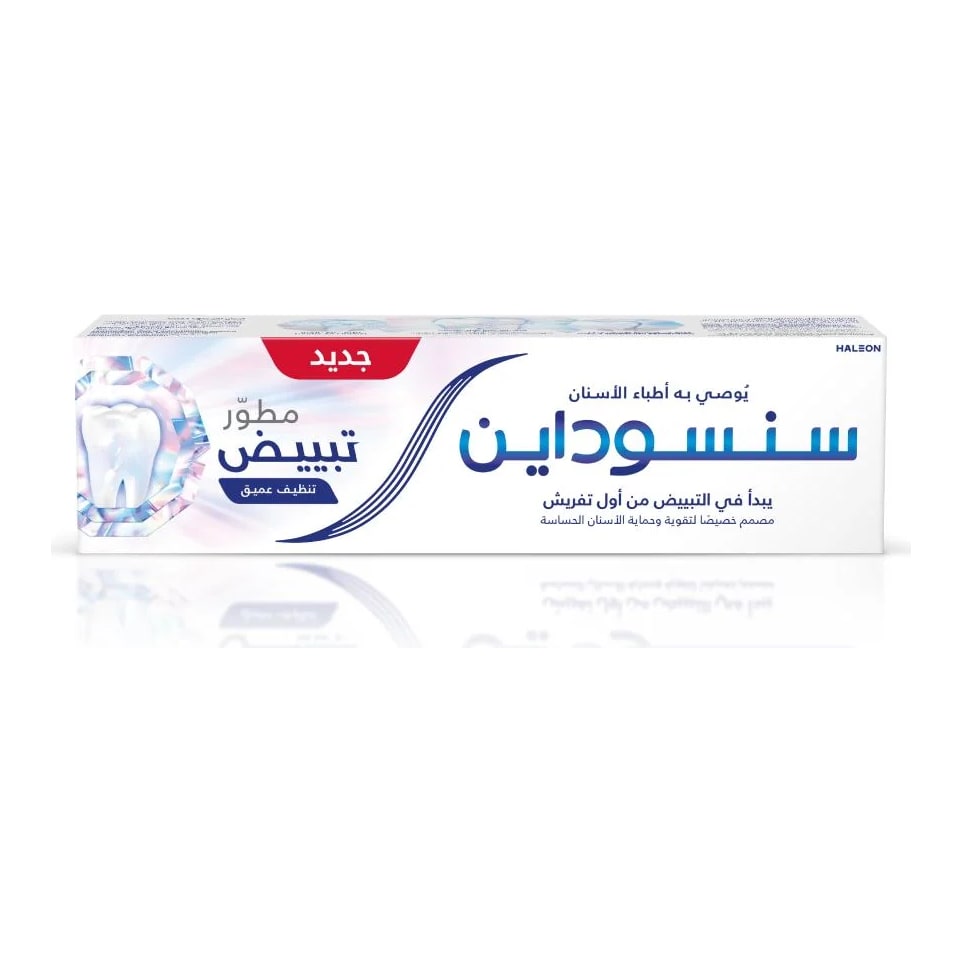 HALEON
يُوصي به أطباء الأسنان
سنسوداين
يبدأ في التبييض من أول تفريش
مصمم خصيصًا لتقوية وحماية الأسنان الحساسة
جديد
مطوّر
تبييض
تنظيف عميق